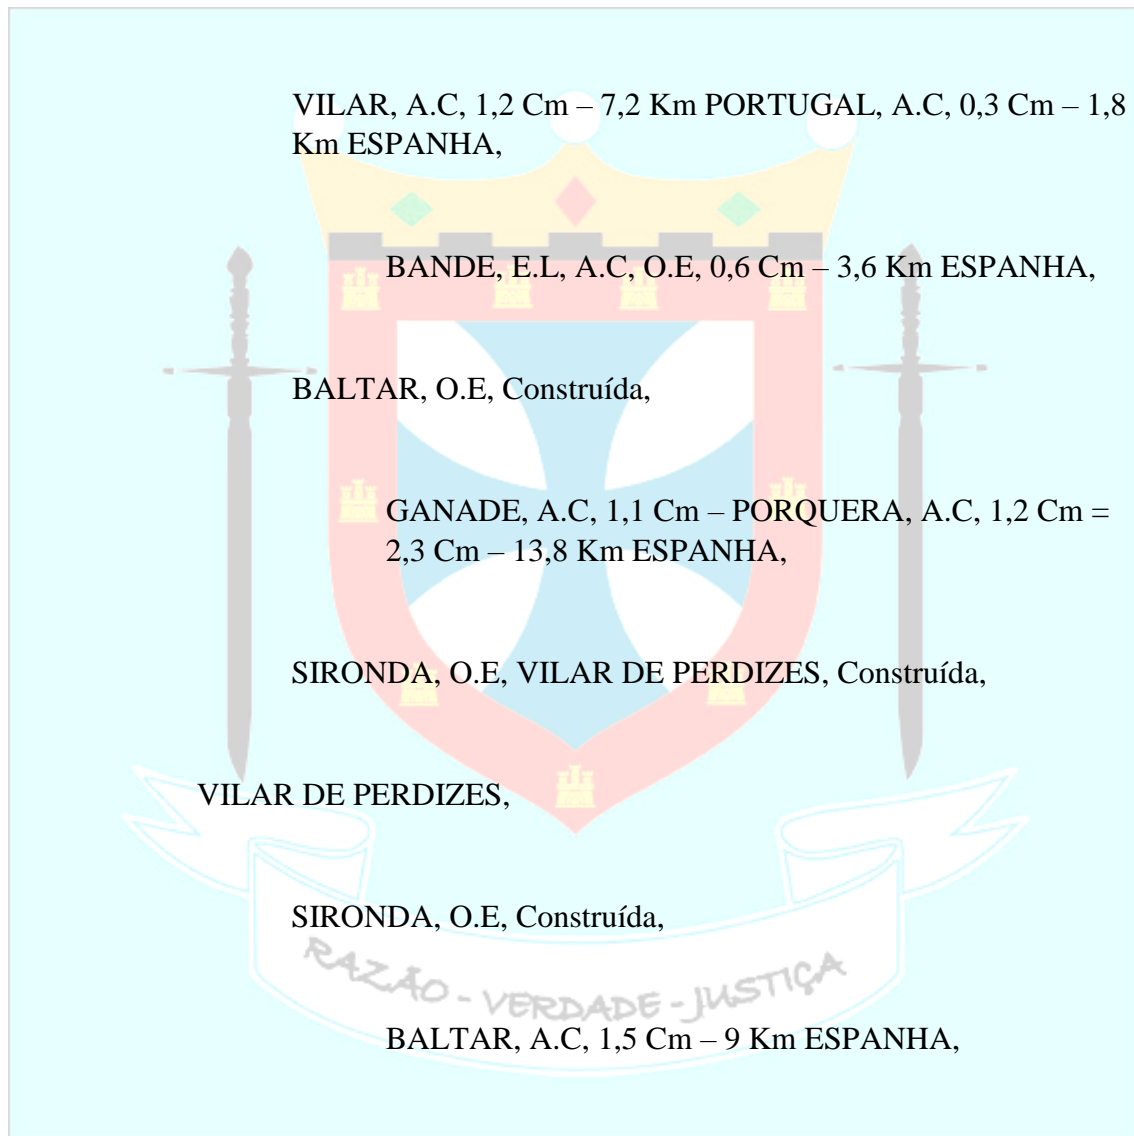 VILAR, A.C, 1,2 Cm – 7,2 Km PORTUGAL, A.C, 0,3 Cm – 1,8
Km ESPANHA,
BANDE, E.L, A.C, O.E, 0,6 Cm – 3,6 Km ESPANHA,
BALTAR, O.E, Construída,
GANADE, A.C, 1,1 Cm – PORQUERA, A.C, 1,2 Cm =
2,3 Cm – 13,8 Km ESPANHA,
SIRONDA, O.E, VILAR DE PERDIZES, Construída,
VILAR DE PERDIZES,
SIRONDA, O.E, Construída,
RAZÃO - VERDADE - JUSTIÇA
BALTAR, A.C, 1,5 Cm – 9 Km ESPANHA,